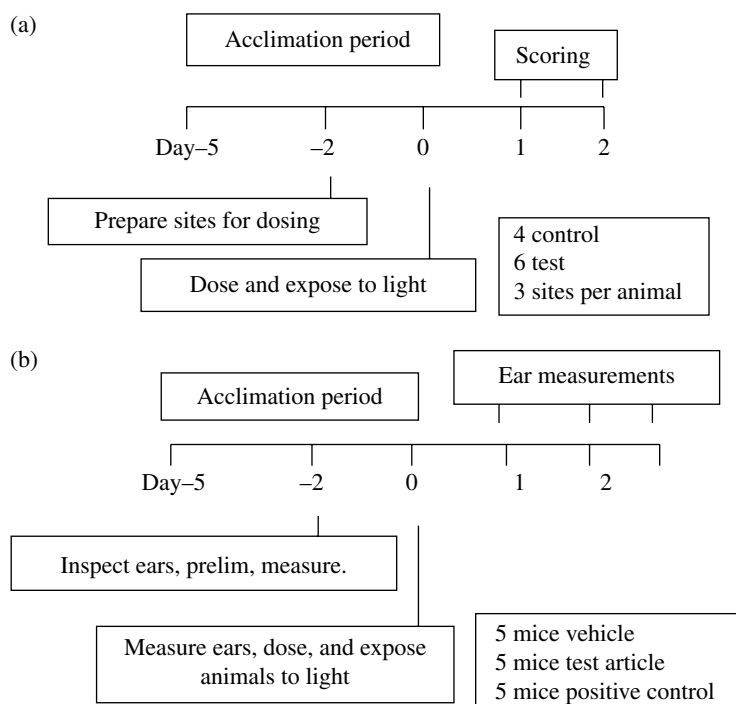 (a)
Acclimation period
Scoring
Day–5 –2 0 1 2
Prepare sites for dosing
Dose and expose to light
4 control
6 test
3 sites per animal
(b)
Acclimation period
Ear measurements
Day–5 –2 0 1 2
Inspect ears, prelim, measure.
Measure ears, dose, and expose
animals to light
5 mice vehicle
5 mice test article
5 mice positive control